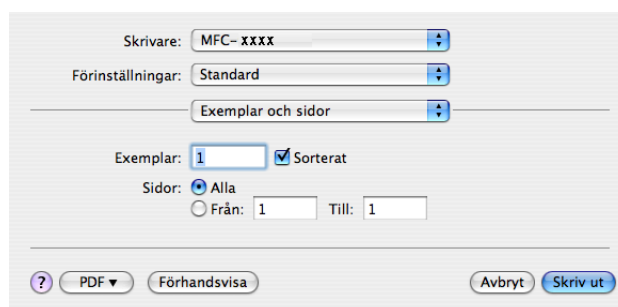 Skrivare: MFC-xxxx
Förinställningar: Standard
Exemplar och sidor
Exemplar: 1 Sorterat
Sidor: Alla
Från: 1 Till: 1
? PDF Förhandsvisa Avbryt Skriv ut